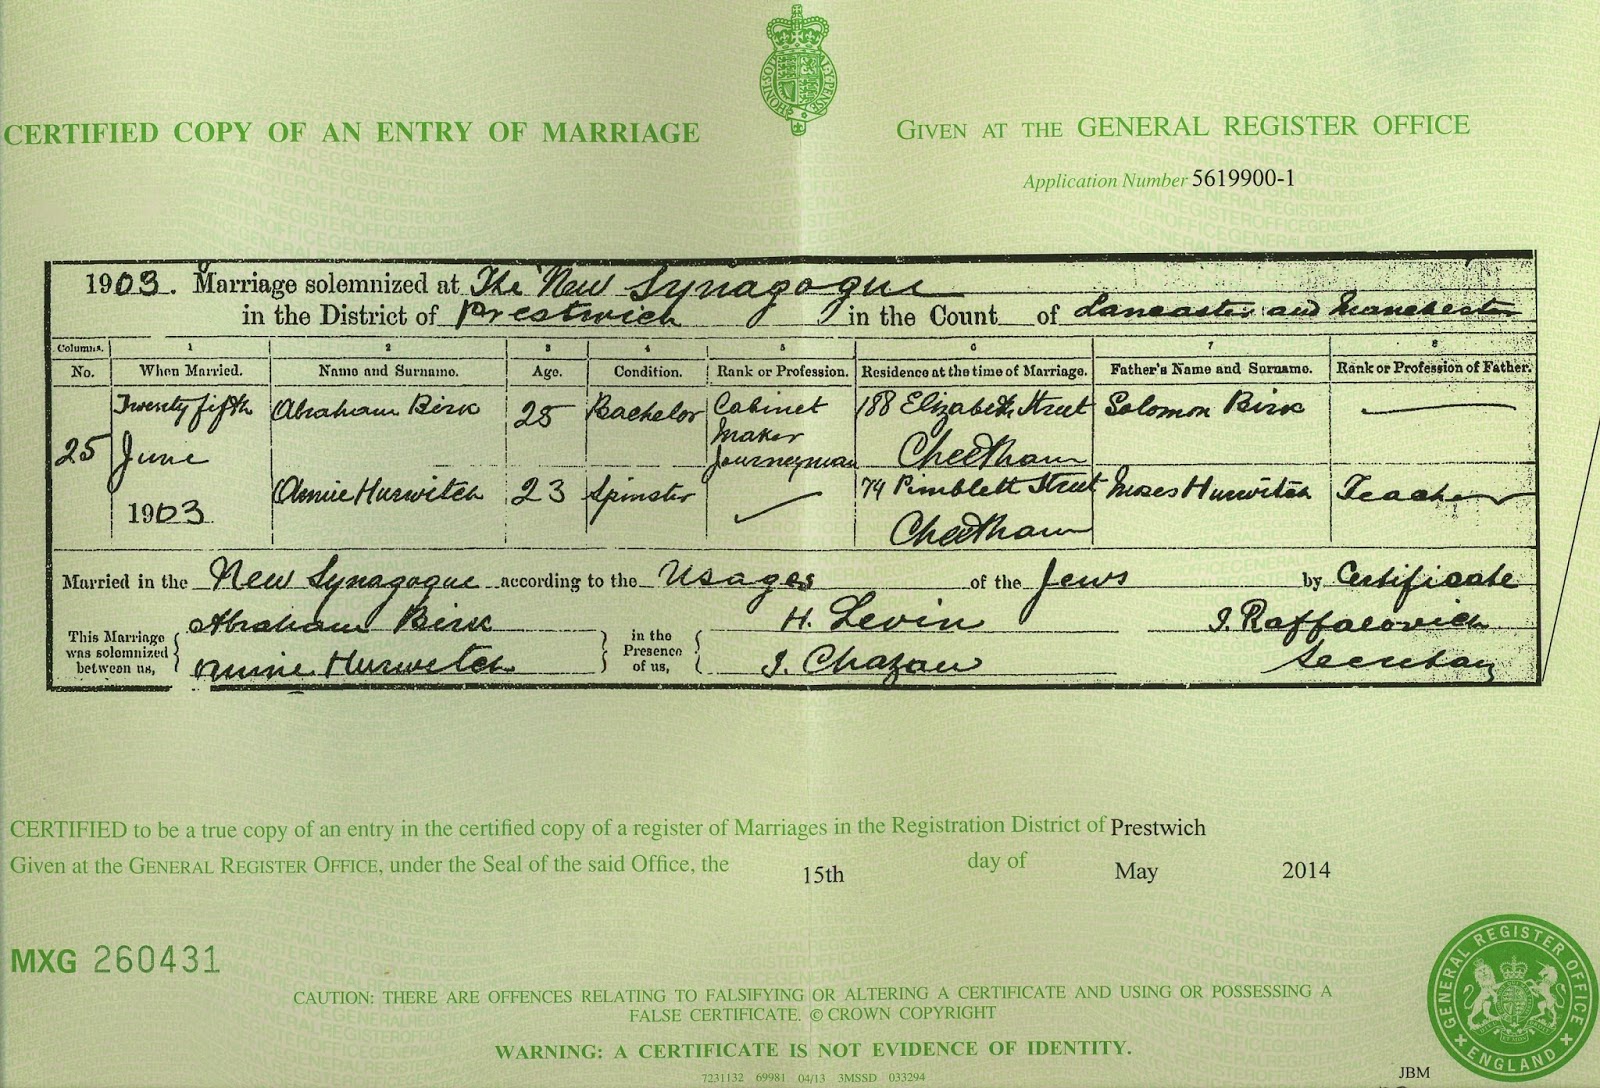 HONI·SOI
LY·PENSE
CERTIFIED COPY OF AN ENTRY OF MARRIAGE
GIVEN AT THE GENERAL REGISTER OFFICE
Application Number 5619900-1
1903. Marriage solemnized at The New Synagogue
in the District of Prestwich in the Count of Lancaster and Manchester
Columns. 1 2 3 4 5 6 7 8
No. When Married. Name and Surname. Age. Condition. Rank or Profession. Residence at the time of Marriage. Father's Name and Surname. Rank or Profession of Father.
25 Twenty fifth June 1903
Abraham Birk 25 Bachelor Cabinet Maker Journeyman 188 Elizabeth Street Cheetham Solomon Birk
Annie Hurwitch 23 Spinster 74 Pimblett Street Cheetham Moses Hurwitch Teacher
Married in the New Synagogue according to the Usages of the Jews by Certificate
This Marriage was solemnized between us, Abraham Birk
Annie Hurwitch
in the Presence of us, H. Levin
J. Chazan
J. Raffalovich
Secretary
CERTIFIED to be a true copy of an entry in the certified copy of a register of Marriages in the Registration District of Prestwich
Given at the GENERAL REGISTER OFFICE, under the Seal of the said Office, the 15th day of May 2014
MXG 260431
CAUTION: THERE ARE OFFENCES RELATING TO FALSIFYING OR ALTERING A CERTIFICATE AND USING OR POSSESSING A
FALSE CERTIFICATE. © CROWN COPYRIGHT
WARNING: A CERTIFICATE IS NOT EVIDENCE OF IDENTITY.
7231132 69981 04/13 3MSSD 033294
GENERAL REGISTER OFFICE
ENGLAND
JBM